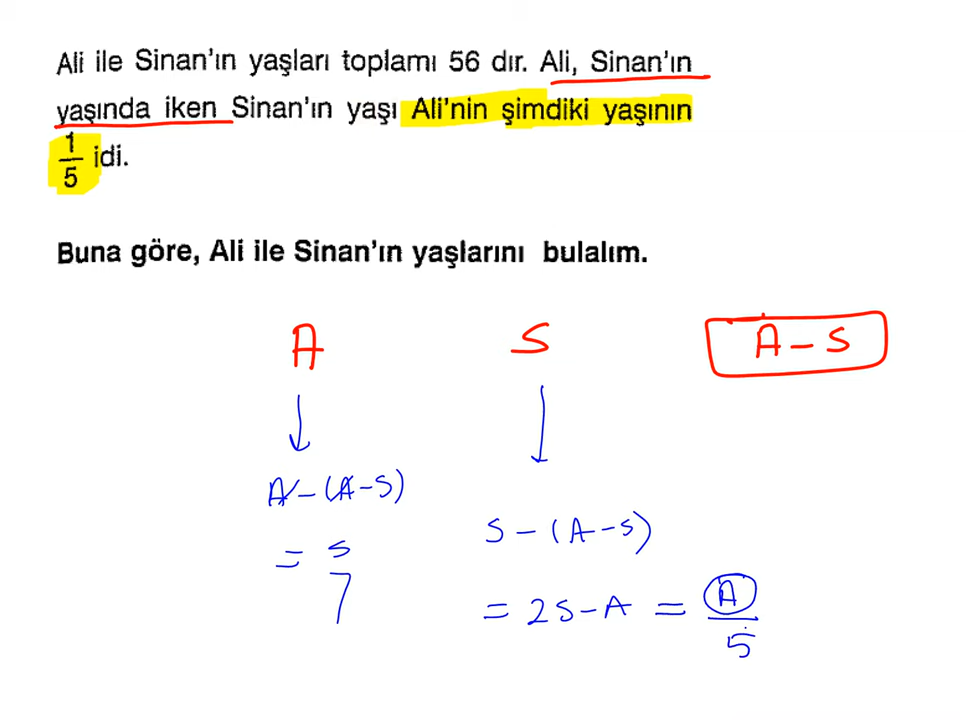 Ali ile Sinan'ın yaşları toplamı 56 dır. Ali, Sinan'ın
yaşında iken Sinan'ın yaşı Ali'nin şimdiki yaşının
1/5 idi.
Buna göre, Ali ile Sinan'ın yaşlarını bulalım.
A S A - S
A - (A - S) S - (A - S)
= S
7 = 2S - A = A/5